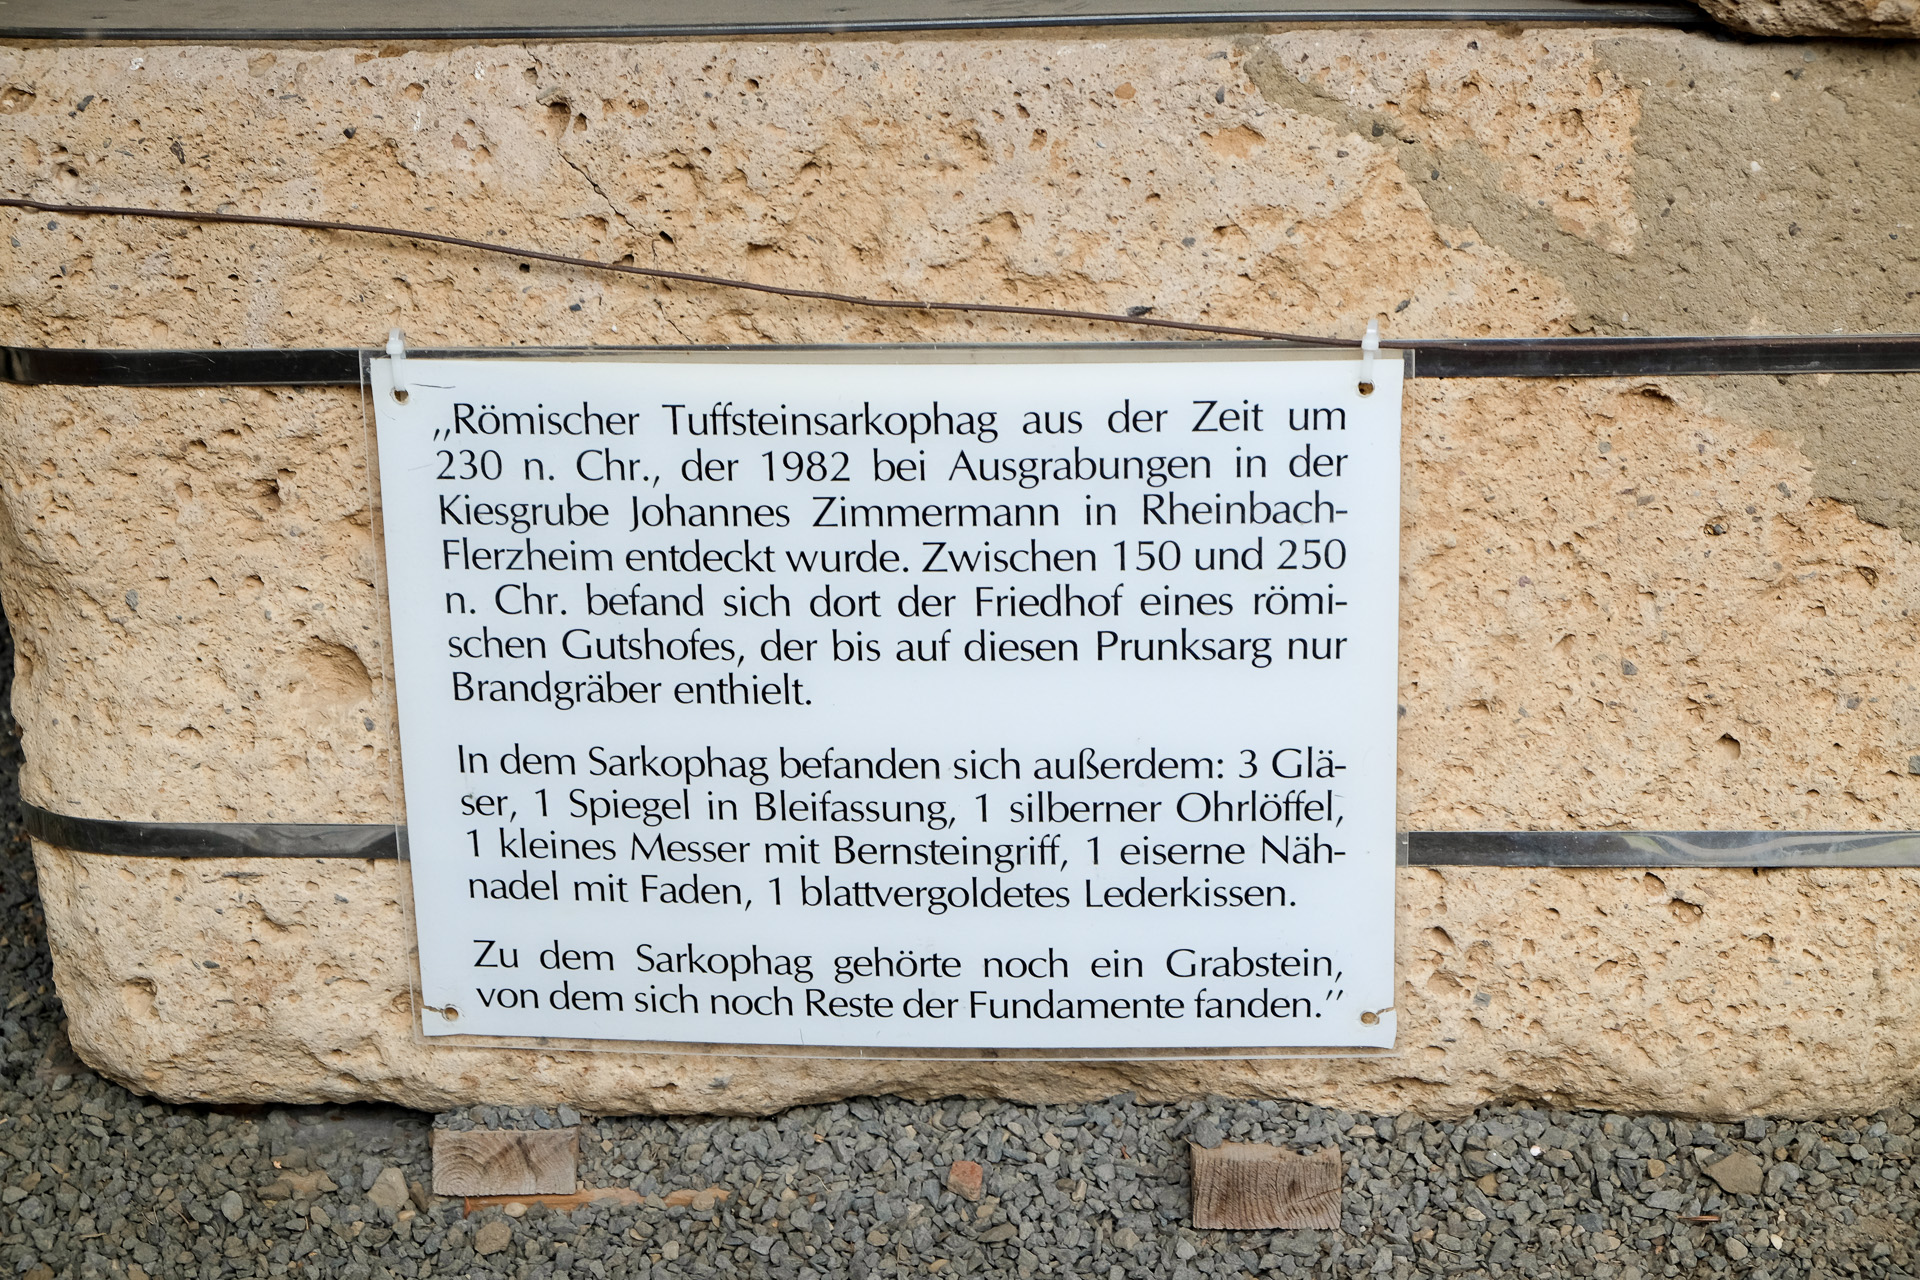 ,,Römischer Tuffsteinsarkophag aus der Zeit um
230 n. Chr., der 1982 bei Ausgrabungen in der
Kiesgrube Johannes Zimmermann in Rheinbach-
Flerzheim entdeckt wurde. Zwischen 150 und 250
n. Chr. befand sich dort der Friedhof eines römi-
schen Gutshofes, der bis auf diesen Prunksarg nur
Brandgräber enthielt.
In dem Sarkophag befanden sich außerdem: 3 Glä-
ser, 1 Spiegel in Bleifassung, 1 silberner Ohrlöffel,
1 kleines Messer mit Bernsteingriff, 1 eiserne Näh-
nadel mit Faden, 1 blattvergoldetes Lederkissen.
Zu dem Sarkophag gehörte noch ein Grabstein,
von dem sich noch Reste der Fundamente fanden.''